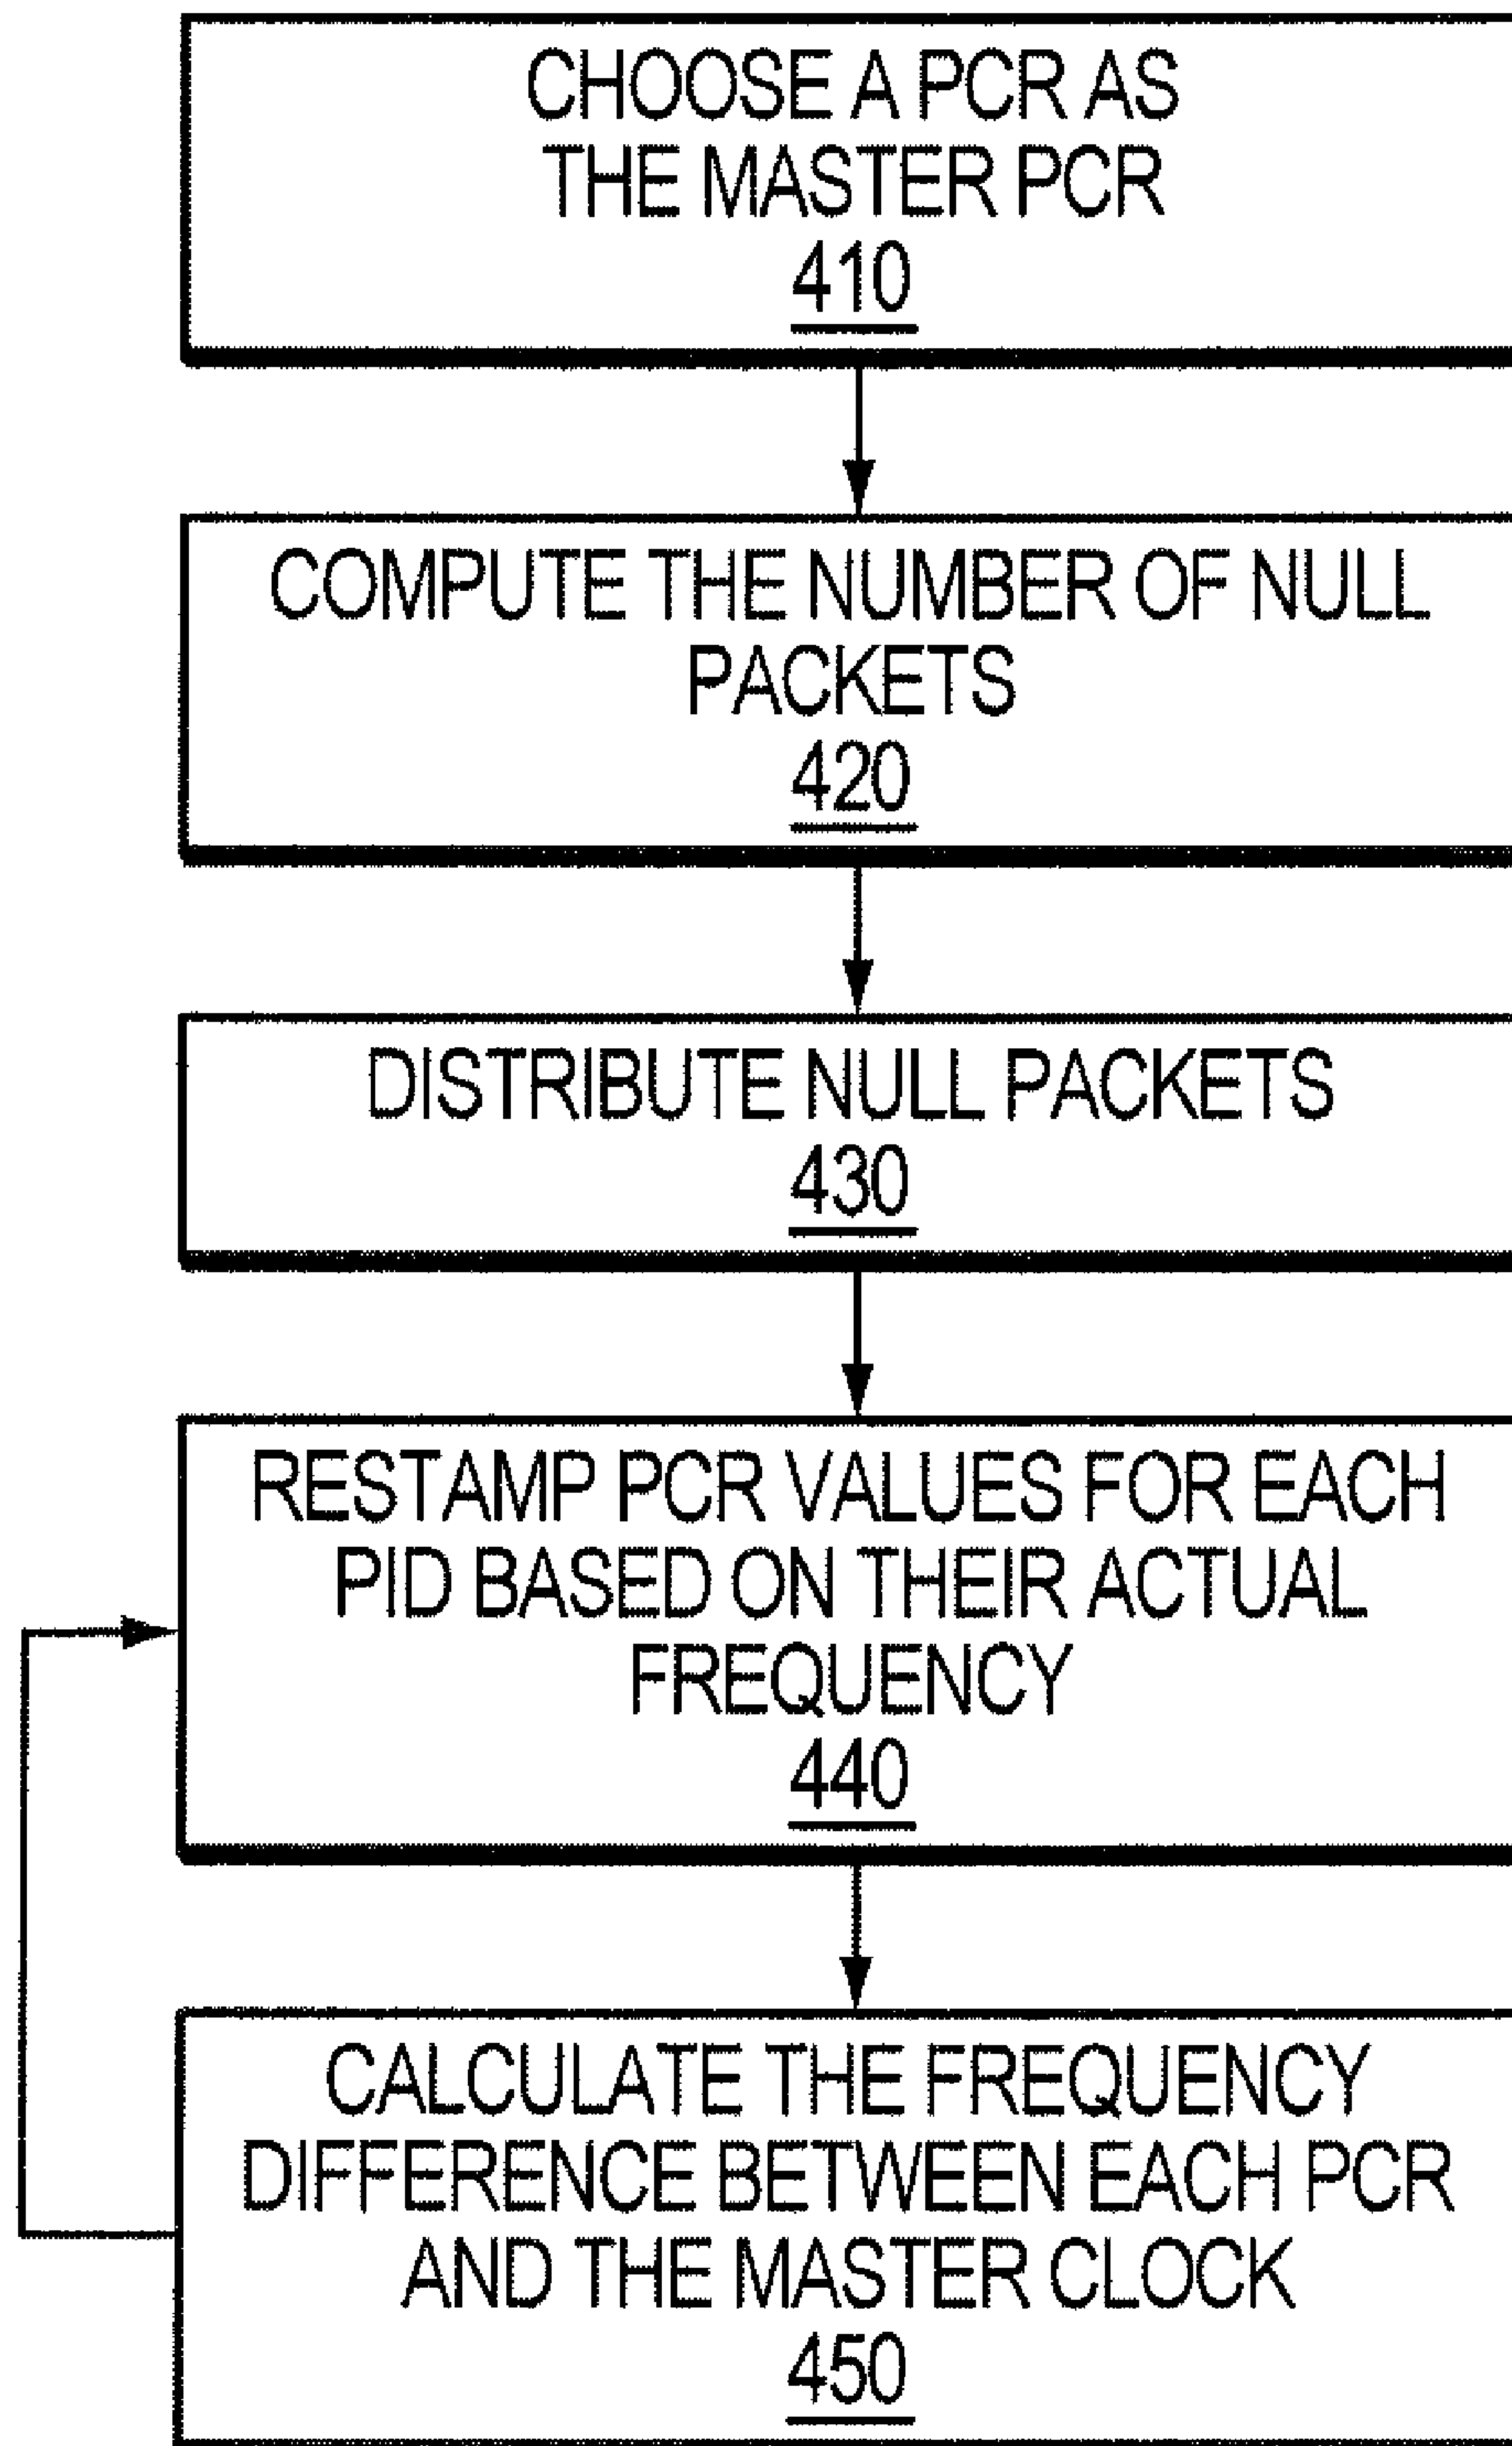 CHOOSE A PCR AS
THE MASTER PCR
410
COMPUTE THE NUMBER OF NULL
PACKETS
420
DISTRIBUTE NULL PACKETS
430
RESTAMP PCR VALUES FOR EACH
PID BASED ON THEIR ACTUAL
FREQUENCY
440
CALCULATE THE FREQUENCY
DIFFERENCE BETWEEN EACH PCR
AND THE MASTER CLOCK
450